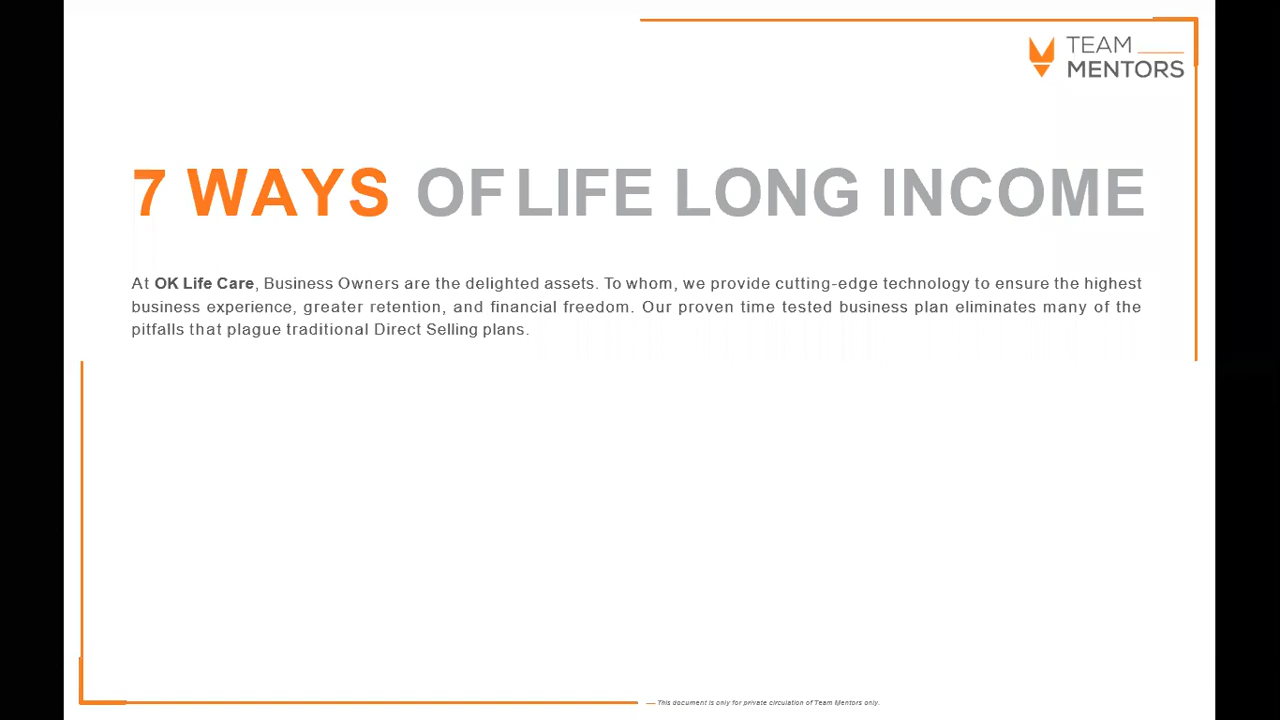 TEAM
MENTORS
7 WAYS OF LIFE LONG INCOME
At OK Life Care, Business Owners are the delighted assets. To whom, we provide cutting-edge technology to ensure the highest
business experience, greater retention, and financial freedom. Our proven time tested business plan eliminates many of the
pitfalls that plague traditional Direct Selling plans.
This document is only for private circulation of Team Mentors only.